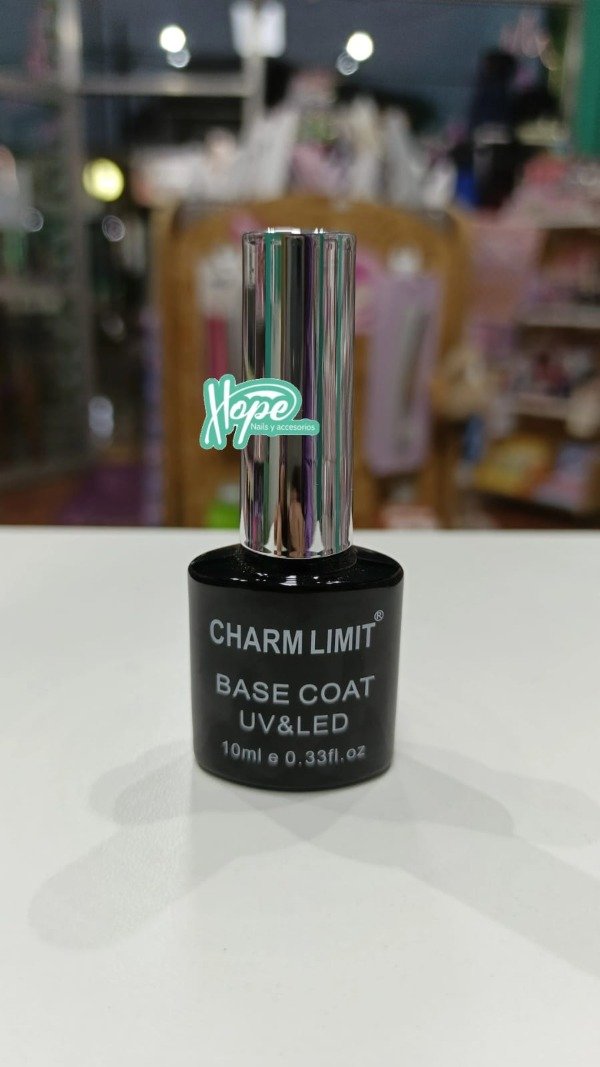 Hope
Nails y accesorios
CHARM LIMIT®
BASE COAT
UV&LED
10ml e 0.33fl.oz